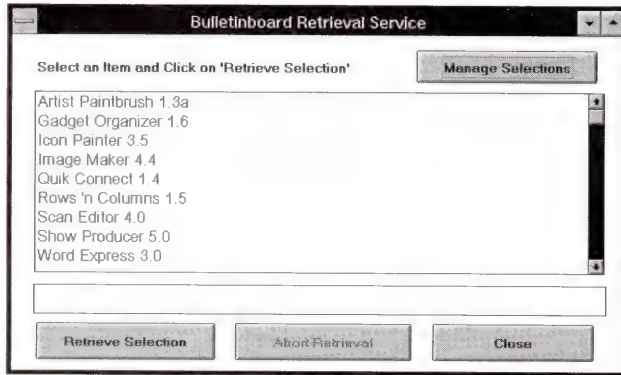 Bulletinboard Retrieval Service
Select an Item and Click on 'Retrieve Selection'
Manage Selections
Artist Paintbrush 1.3a
Gadget Organizer 1.6
Icon Painter 3.5
Image Maker 4.4
Quik Connect 1.4
Rows 'n Columns 1.5
Scan Editor 4.0
Show Producer 5.0
Word Express 3.0
Retrieve Selection
Abort Retrieval
Close